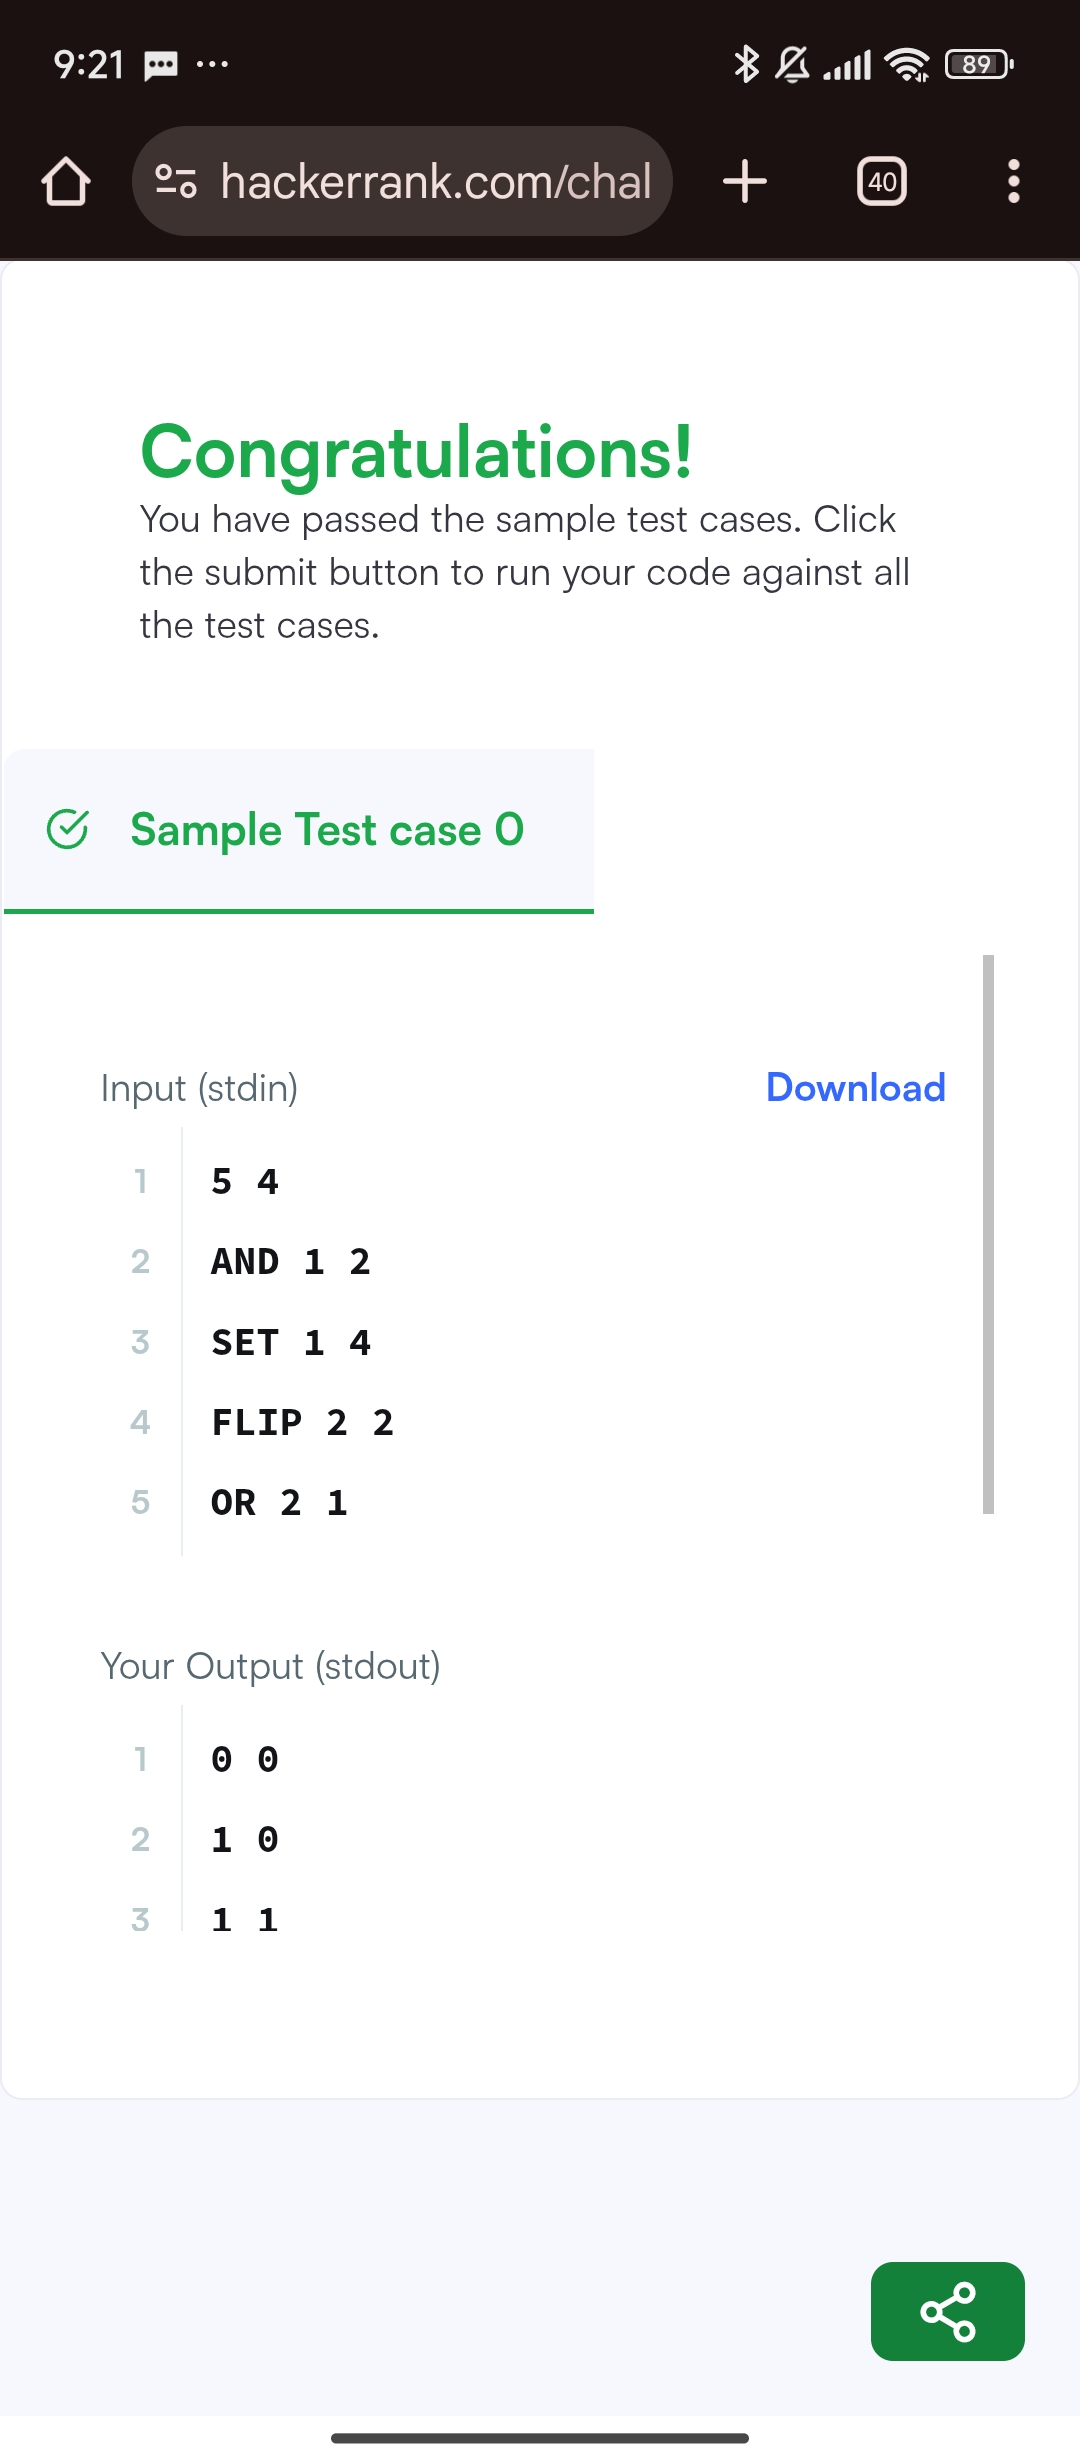 9:21 ...
89
hackerrank.com/chal
40
Congratulations!
You have passed the sample test cases. Click
the submit button to run your code against all
the test cases.
Sample Test case 0
Input (stdin)
Download
1 5 4
2 AND 1 2
3 SET 1 4
4 FLIP 2 2
5 OR 2 1
Your Output (stdout)
1 0 0
2 1 0
3 1 1